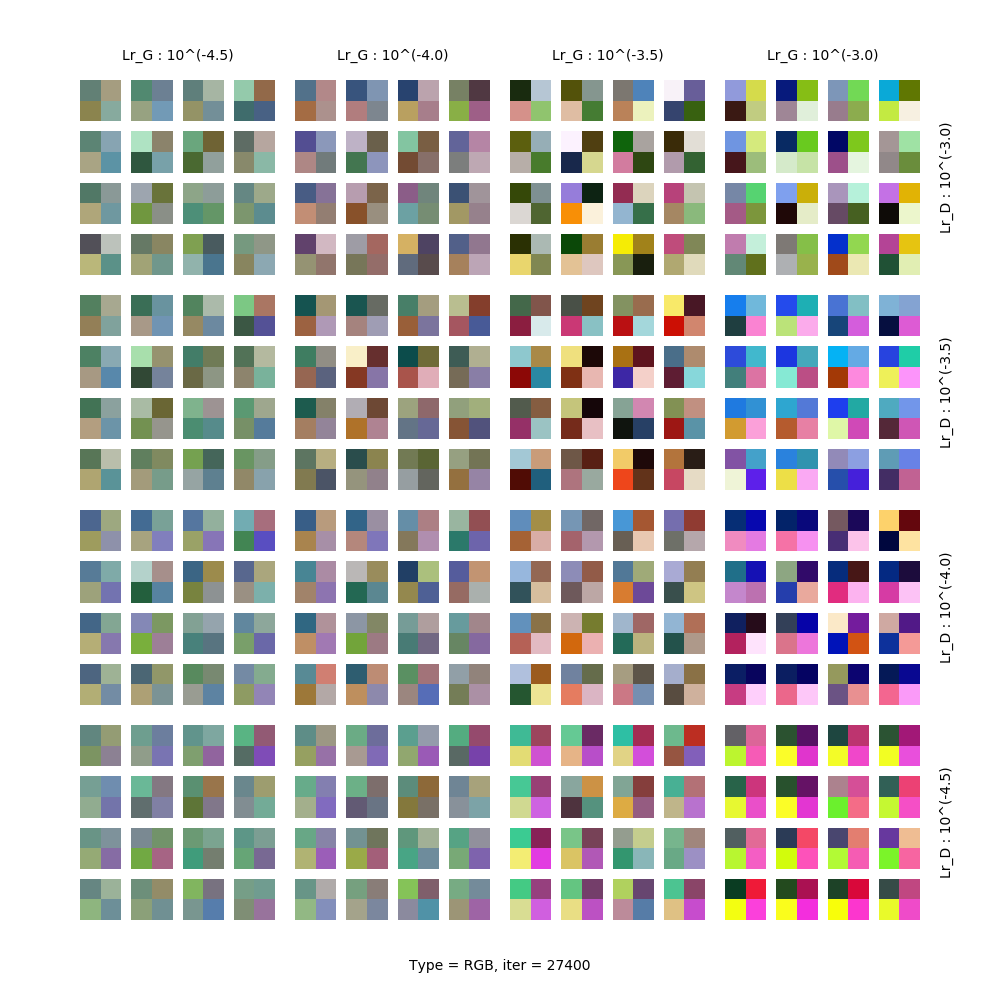 Lr_G : 10^(-4.5)
Lr_G : 10^(-4.0)
Lr_G : 10^(-3.5)
Lr_G : 10^(-3.0)
Lr_D : 10^(-3.0)
Lr_D : 10^(-3.5)
Lr_D : 10^(-4.0)
Lr_D : 10^(-4.5)
Type = RGB, iter = 27400